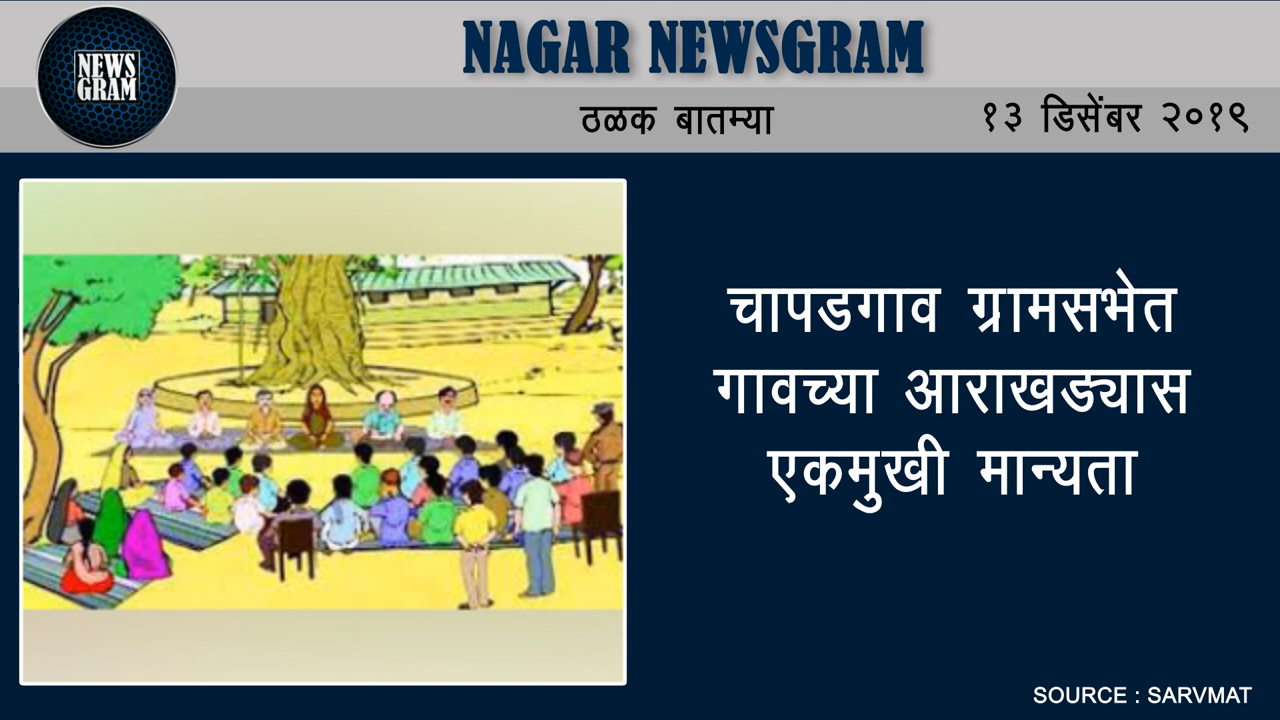 NEWS
GRAM
NAGAR NEWSGRAM
ठळक बातम्या
१३ डिसेंबर २०१९
चापडगाव ग्रामसभेत
गावच्या आराखड्यास
एकमुखी मान्यता
SOURCE : SARVMAT